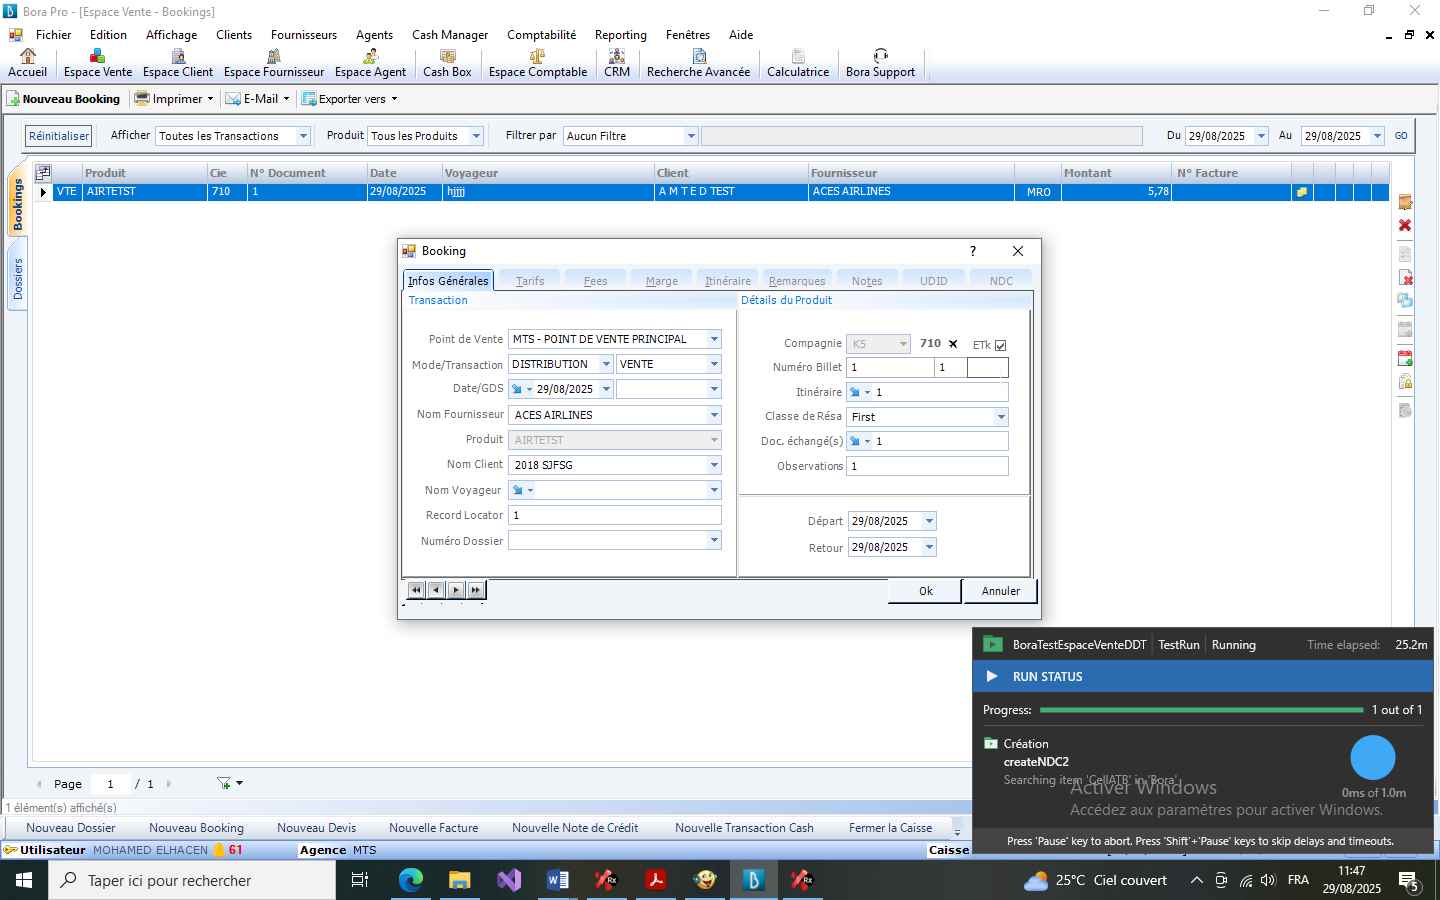 Bora Pro - [Espace Vente - Bookings]
Fichier Edition Affichage Clients Fournisseurs Agents Cash Manager Comptabilité Reporting Fenêtres Aide
Accueil Espace Vente Espace Client Espace Fournisseur Espace Agent Cash Box Espace Comptable CRM Recherche Avancée Calculatrice Bora Support
Nouveau Booking Imprimer E-Mail Exporter vers
Réinitialiser Afficher Toutes les Transactions Produit Tous les Produits Filtrer par Aucun Filtre Du 29/08/2025 Au 29/08/2025 GO
Produit Cie N° Document Date Voyageur Client Fournisseur Montant N° Facture
VTE AIRTETST 710 1 29/08/2025 hjjjj A M T E D TEST ACES AIRLINES MRO 5,78
Bookings
Dossiers
Booking ?
Infos Générales Tarifs Fees Marge Itinéraire Remarques Notes UDID NDC
Transaction
Point de Vente MTS - POINT DE VENTE PRINCIPAL
Mode/Transaction DISTRIBUTION VENTE
Date/GDS 29/08/2025
Nom Fournisseur ACES AIRLINES
Produit AIRTETST
Nom Client 2018 SJFSG
Nom Voyageur
Record Locator 1
Numéro Dossier
Détails du Produit
Compagnie K5 710 ETk
Numéro Billet 1 1
Itinéraire 1
Classe de Résa First
Doc. échangé(s) 1
Observations 1
Départ 29/08/2025
Retour 29/08/2025
Ok Annuler
BoraTestEspaceVenteDDT TestRun Running Time elapsed: 25.2m
RUN STATUS
Progress: 1 out of 1
Création
createNDC2
Searching item 'CellATB' in 'Bora'
0ms of 1.0m
Activer Windows
Accédez aux paramètres pour activer Windows.
Press 'Pause' key to abort. Press 'Shift'+'Pause' keys to skip delays and timeouts.
Page 1 / 1
1 élément(s) affiché(s)
Nouveau Dossier Nouveau Booking Nouveau Devis Nouvelle Facture Nouvelle Note de Crédit Nouvelle Transaction Cash Fermer la Caisse
Utilisateur MOHAMED ELHACEN 61 Agence MTS Caisse
Taper ici pour rechercher
25°C Ciel couvert FRA
11:47
29/08/2025
5